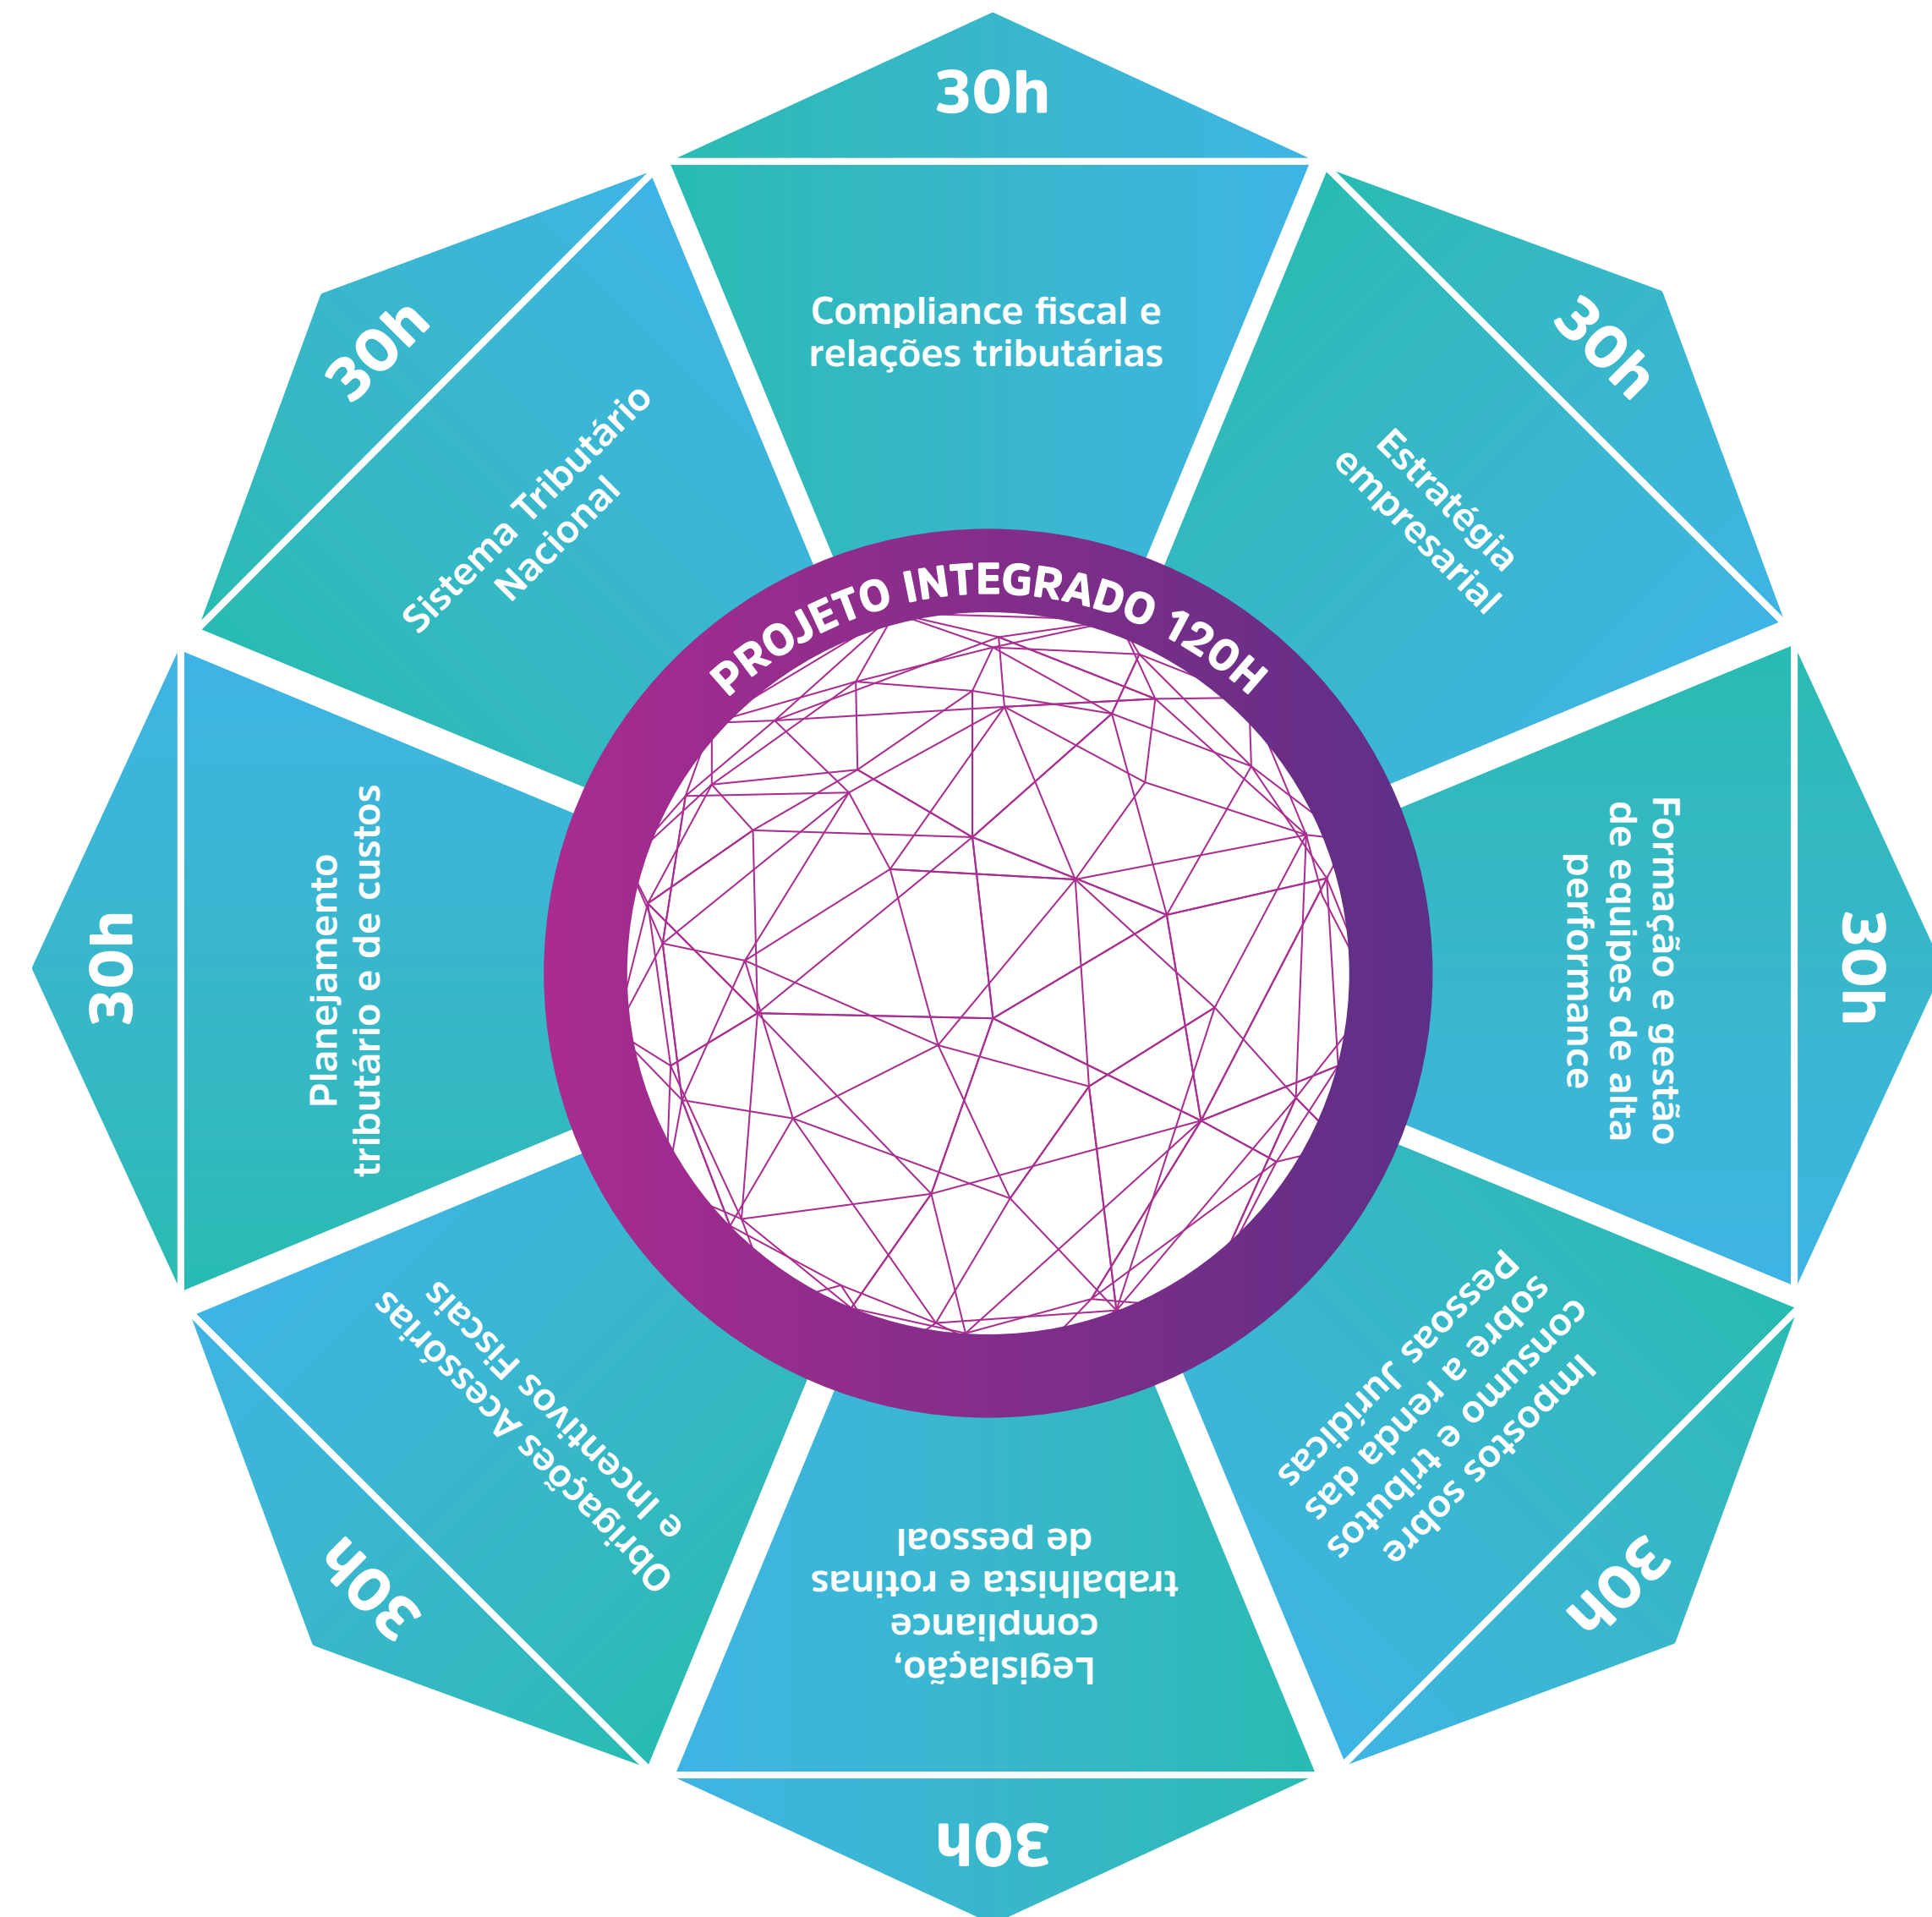 30h
Compliance fiscal e
relações tributárias
30h
Estratégia
empresarial
30h
Formação e gestão
de equipes de alta
performance
30h
Impostos sobre
consumo e tributos
sobre a renda das
Pessoas Jurídicas
30h
Legislação,
compliance
trabalhista e rotinas
de pessoal
30h
Obrigações Acessórias
e Incentivos Fiscais
30h
Planejamento
tributário e de custos
30h
Sistema Tributário
Nacional
PROJETO INTEGRADO 120H